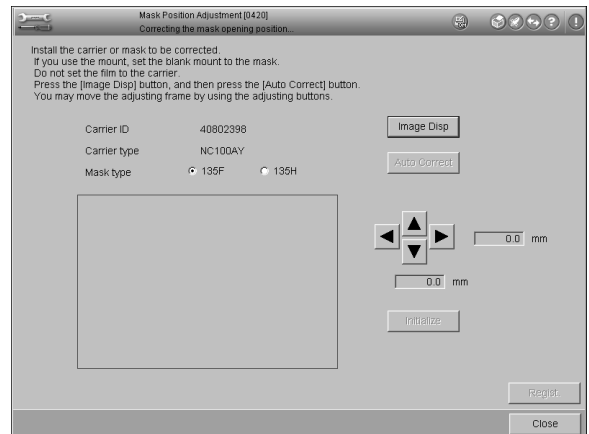 Mask Position Adjustment [0420]
Correcting the mask opening position...
Install the carrier or mask to be corrected.
If you use the mount, set the blank mount to the mask.
Do not set the film to the carrier.
Press the [Image Disp] button, and then press the [Auto Correct] button.
You may move the adjusting frame by using the adjusting buttons.
Carrier ID 40802398 Image Disp
Carrier type NC100AY Auto Correct
Mask type 135F 135H
0.0 mm
0.0 mm
Initialize
Regist.
Close